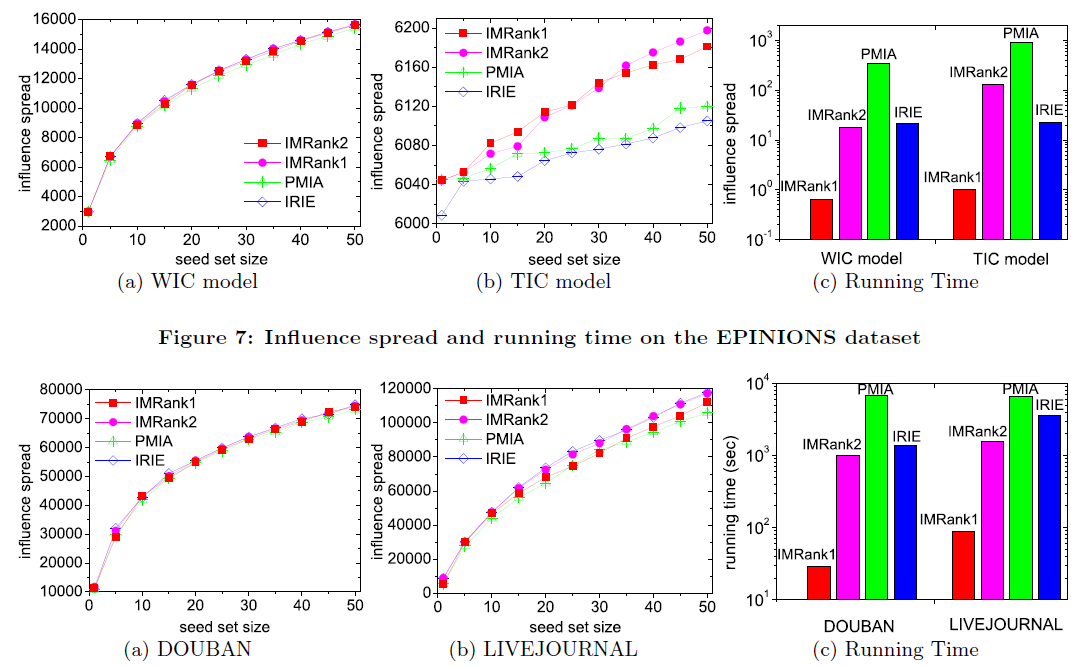 16000
14000
12000
10000
8000
6000
4000
2000
influence spread
IMRank2
IMRank1
PMIA
IRIE
0 10 20 30 40 50
seed set size
(a) WIC model
6200
6160
6120
6080
6040
6000
influence spread
IMRank1
IMRank2
PMIA
IRIE
0 10 20 30 40 50
seed set size
(b) TIC model
10³
10²
10¹
10⁰
10⁻¹
influence spread
IMRank1
IMRank2
PMIA
IRIE
IMRank1
IMRank2
PMIA
IRIE
WIC model TIC model
(c) Running Time
Figure 7: Influence spread and running time on the EPINIONS dataset
80000
70000
60000
50000
40000
30000
20000
10000
influence spread
IMRank1
IMRank2
PMIA
IRIE
0 10 20 30 40 50
seed set size
(a) DOUBAN
120000
100000
80000
60000
40000
20000
0
influence spread
IMRank1
IMRank2
PMIA
IRIE
0 10 20 30 40 50
seed set size
(b) LIVEJOURNAL
10⁴
10³
10²
10¹
running time (sec)
IMRank1
IMRank2
PMIA
IRIE
IMRank1
IMRank2
PMIA
IRIE
DOUBAN LIVEJOURNAL
(c) Running Time